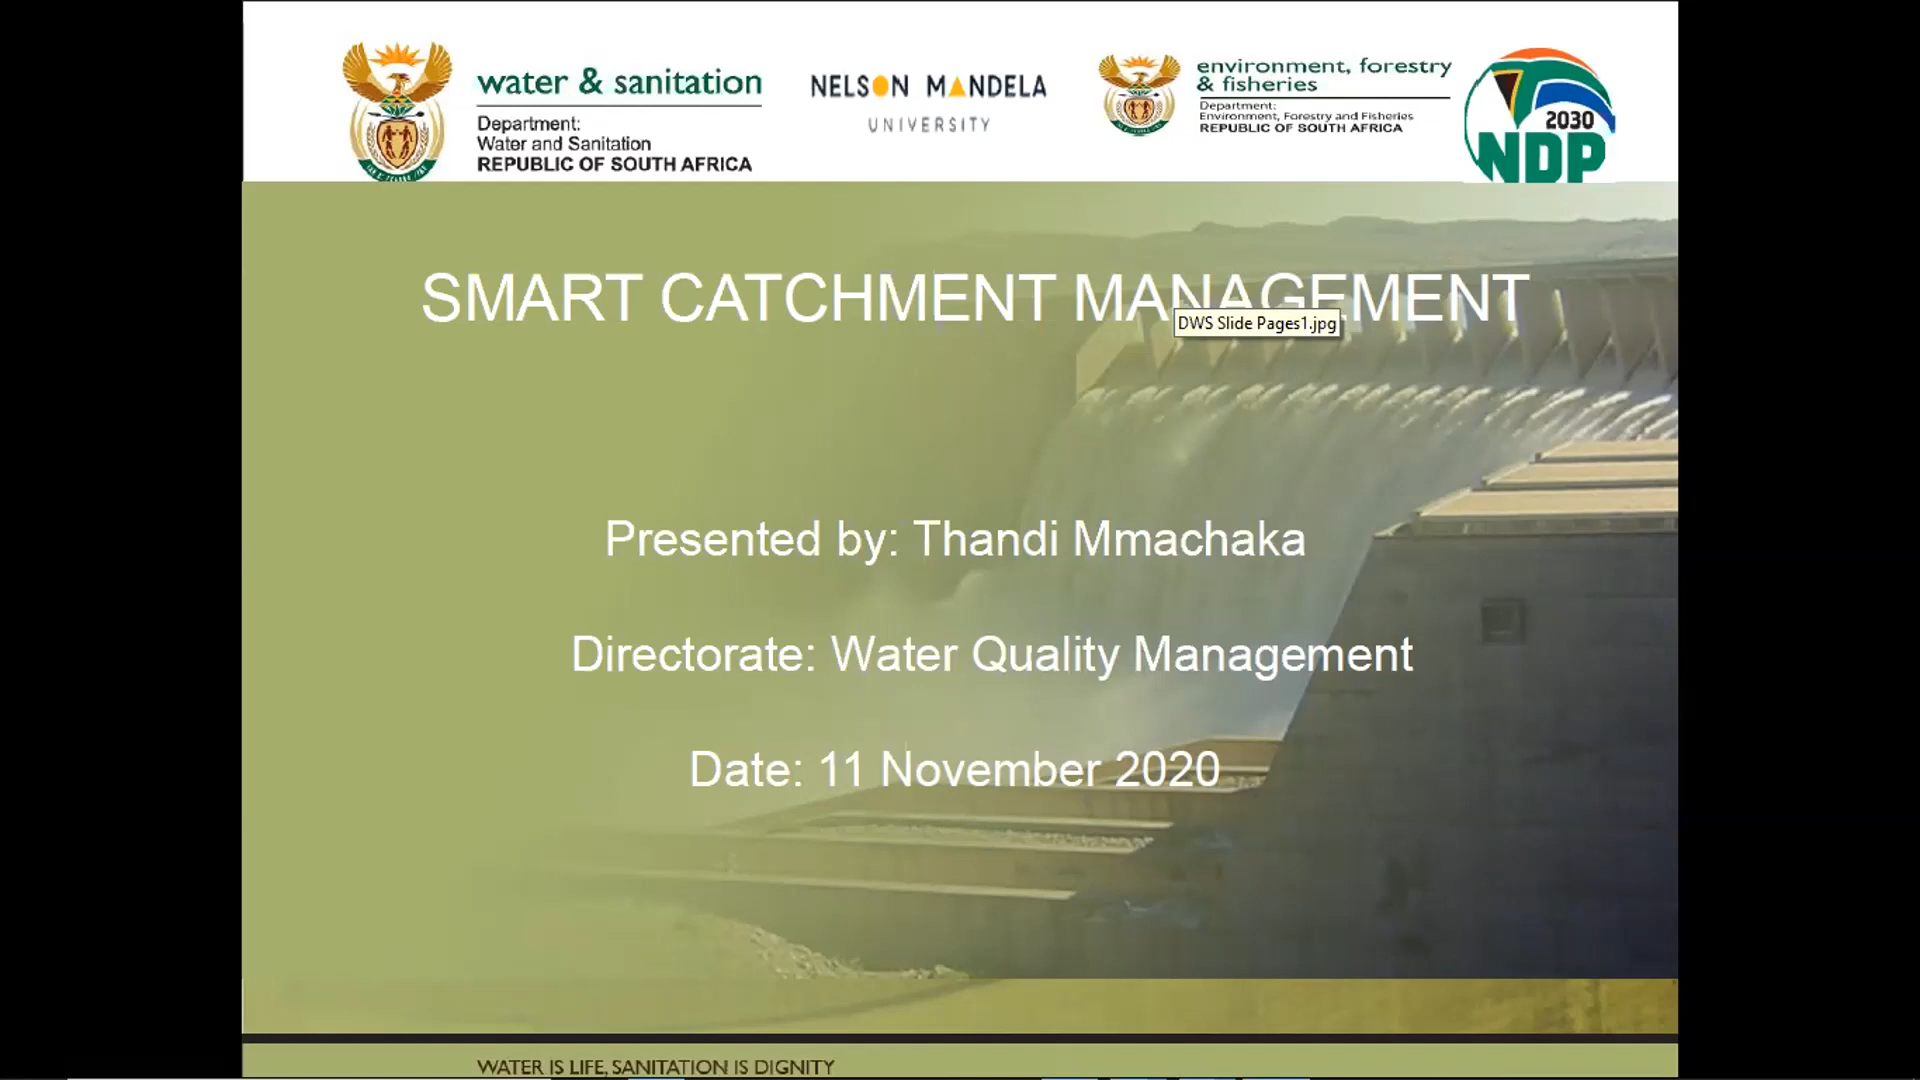 water & sanitation
Department:
Water and Sanitation
REPUBLIC OF SOUTH AFRICA
NELSON MANDELA
UNIVERSITY
environment, forestry
& fisheries
Department:
Environment, Forestry and Fisheries
REPUBLIC OF SOUTH AFRICA
2030
NDP
SMART CATCHMENT MANAGEMENT
DWS Slide Pages1.jpg
Presented by: Thandi Mmachaka
Directorate: Water Quality Management
Date: 11 November 2020
WATER IS LIFE, SANITATION IS DIGNITY